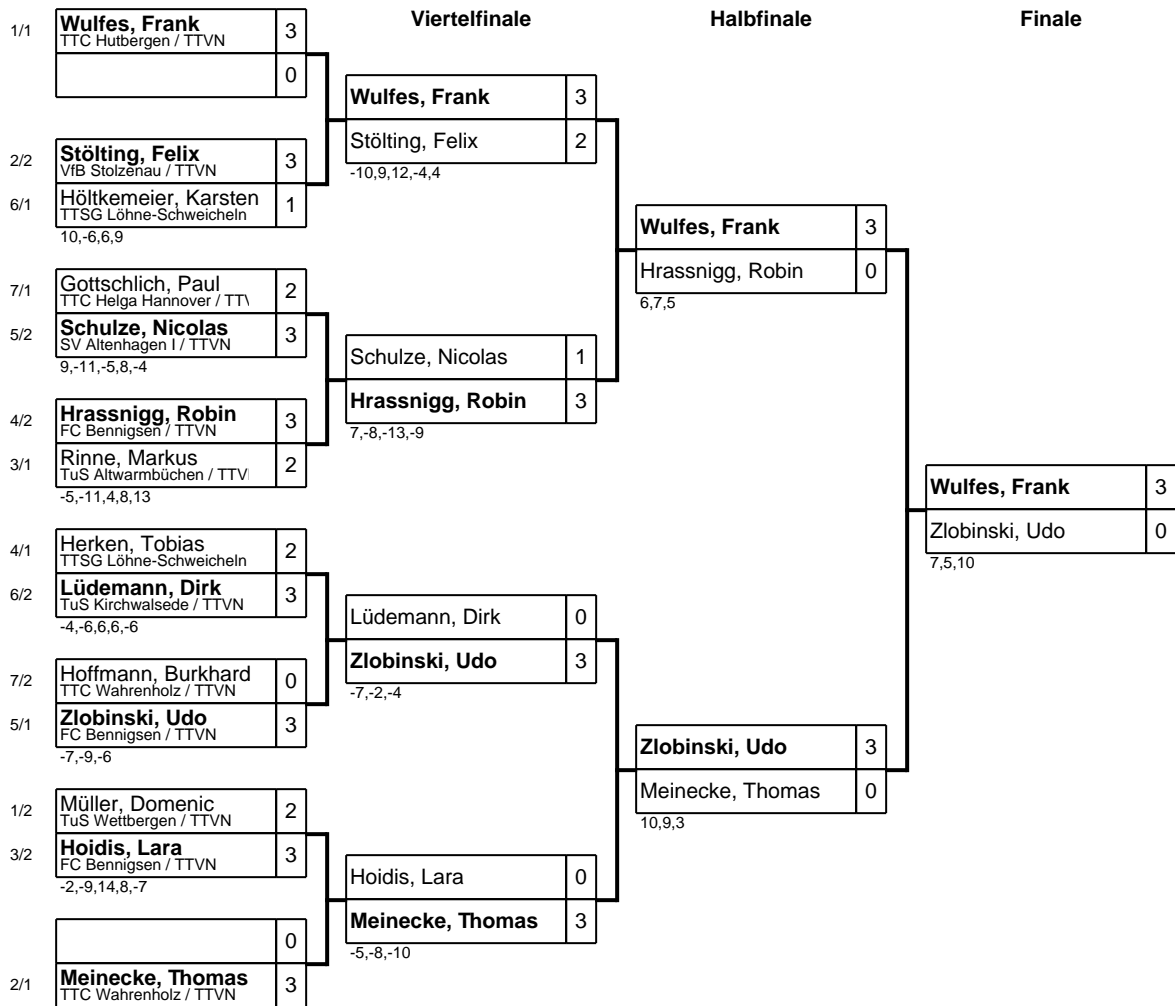 Viertelfinale
Halbfinale
Finale
1/1
Wulfes, Frank
3
TTC Hutbergen / TTVN
0
2/2
Stölting, Felix
3
VfB Stolzenau / TTVN
6/1
Höltkemeier, Karsten
1
TTSG Löhne-Schweicheln
10,-6,6,9
7/1
Gottschlich, Paul
2
TTC Helga Hannover / TTV
5/2
Schulze, Nicolas
3
SV Altenhagen I / TTVN
9,-11,-5,8,-4
4/2
Hrassnigg, Robin
3
FC Bennigsen / TTVN
3/1
Rinne, Markus
2
TuS Altwarmbüchen / TTV
-5,-11,4,8,13
4/1
Herken, Tobias
2
TTSG Löhne-Schweicheln
6/2
Lüdemann, Dirk
3
TuS Kirchwalsede / TTVN
-4,-6,6,6,-6
7/2
Hoffmann, Burkhard
0
TTC Wahrenholz / TTVN
5/1
Zlobinski, Udo
3
FC Bennigsen / TTVN
-7,-9,-6
1/2
Müller, Domenic
2
TuS Wettbergen / TTVN
3/2
Hoidis, Lara
3
FC Bennigsen / TTVN
-2,-9,14,8,-7
0
2/1
Meinecke, Thomas
3
TTC Wahrenholz / TTVN
Wulfes, Frank
3
Stölting, Felix
2
-10,9,12,-4,4
Schulze, Nicolas
1
Hrassnigg, Robin
3
7,-8,-13,-9
Lüdemann, Dirk
0
Zlobinski, Udo
3
-7,-2,-4
Hoidis, Lara
0
Meinecke, Thomas
3
-5,-8,-10
Wulfes, Frank
3
Hrassnigg, Robin
0
6,7,5
Zlobinski, Udo
3
Meinecke, Thomas
0
10,9,3
Wulfes, Frank
3
Zlobinski, Udo
0
7,5,10